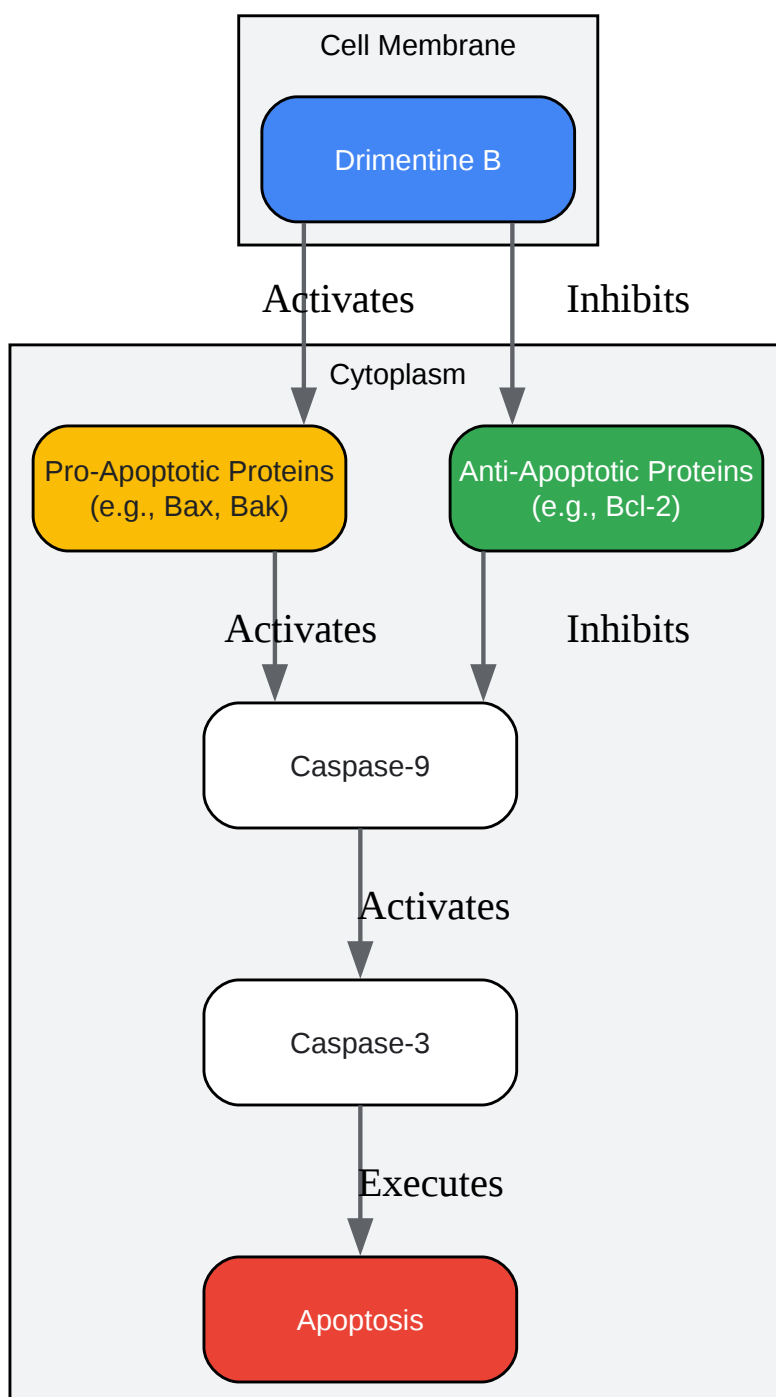 Cell Membrane
Drimentine B
Activates
Inhibits
Cytoplasm
Pro-Apoptotic Proteins
(e.g., Bax, Bak)
Anti-Apoptotic Proteins
(e.g., Bcl-2)
Activates
Inhibits
Caspase-9
Activates
Caspase-3
Executes
Apoptosis